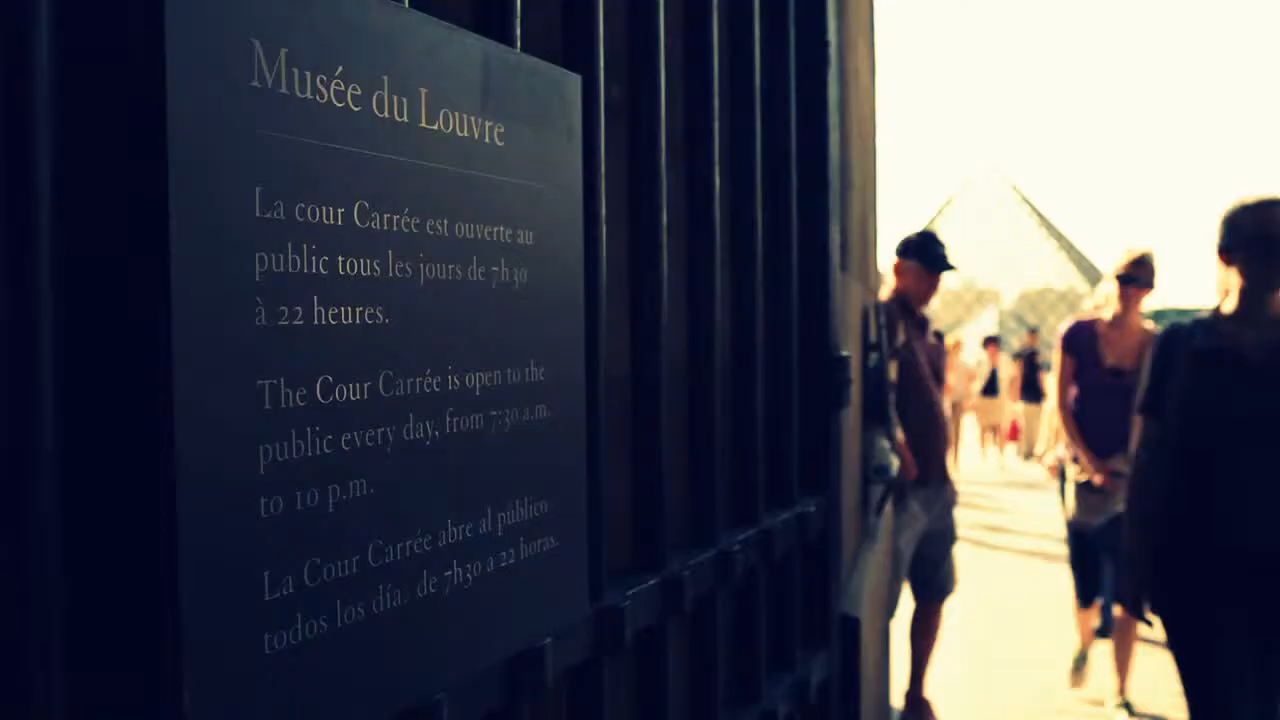 Musée du Louvre
La cour Carrée est ouverte au
public tous les jours de 7h30
à 22 heures.
The Cour Carrée is open to the
public every day, from 7:30 a.m.
to 10 p.m.
La Cour Carrée abre al público
todos los día. de 7h30 a 22 horas.